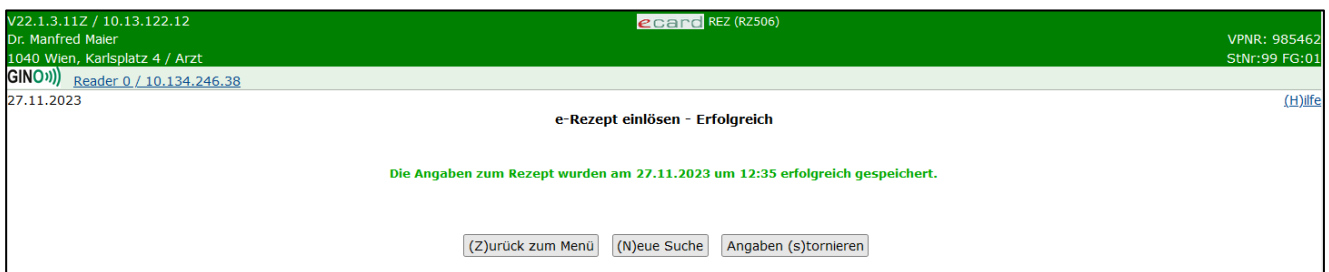 V22.1.3.11Z / 10.13.122.12 ecard REZ (RZ506)
Dr. Manfred Maier VPNR: 985462
1040 Wien, Karlsplatz 4 / Arzt StNr:99 FG:01
GINO Reader 0 / 10.134.246.38
27.11.2023 (H)ilfe
e-Rezept einlösen - Erfolgreich
Die Angaben zum Rezept wurden am 27.11.2023 um 12:35 erfolgreich gespeichert.
(Z)urück zum Menü (N)eue Suche Angaben (s)tornieren